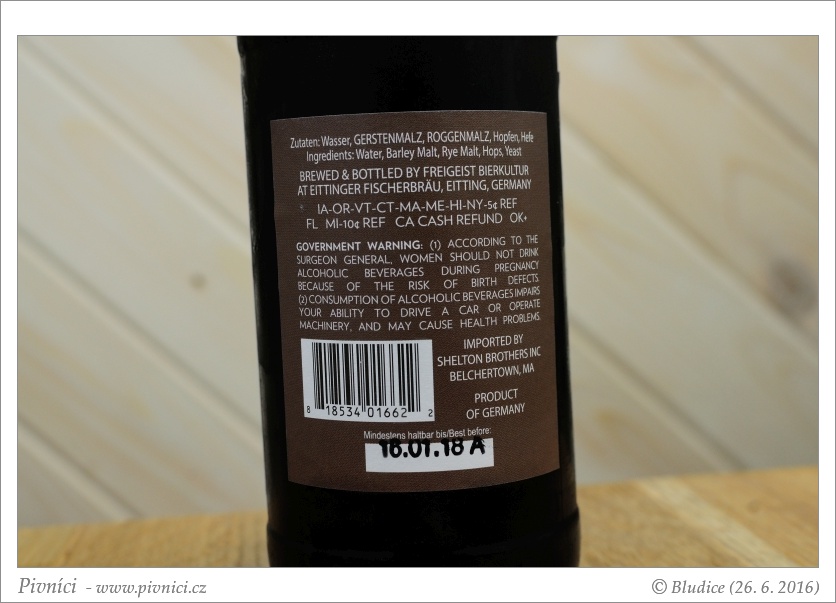 Zutaten: Wasser, GERSTENMALZ, ROGGENMALZ, Hopfen, Hefe
Ingredients: Water, Barley Malt, Rye Malt, Hops, Yeast
BREWED & BOTTLED BY FREIGEIST BIERKULTUR
AT EITTINGER FISCHERBRÄU, EITTING, GERMANY
IA-OR-VT-CT-MA-ME-HI-NY-5¢ REF
FL MI-10¢ REF CA CASH REFUND OK+
GOVERNMENT WARNING: (1) ACCORDING TO THE
SURGEON GENERAL, WOMEN SHOULD NOT DRINK
ALCOHOLIC BEVERAGES DURING PREGNANCY
BECAUSE OF THE RISK OF BIRTH DEFECTS.
(2) CONSUMPTION OF ALCOHOLIC BEVERAGES IMPAIRS
YOUR ABILITY TO DRIVE A CAR OR OPERATE
MACHINERY, AND MAY CAUSE HEALTH PROBLEMS.
IMPORTED BY
SHELTON BROTHERS INC
BELCHERTOWN, MA
PRODUCT
OF GERMANY
8 18534 01662 2
Mindestens haltbar bis/Best before:
16.01.18 A
Pivníci - www.pivnici.cz
© Bludice (26. 6. 2016)